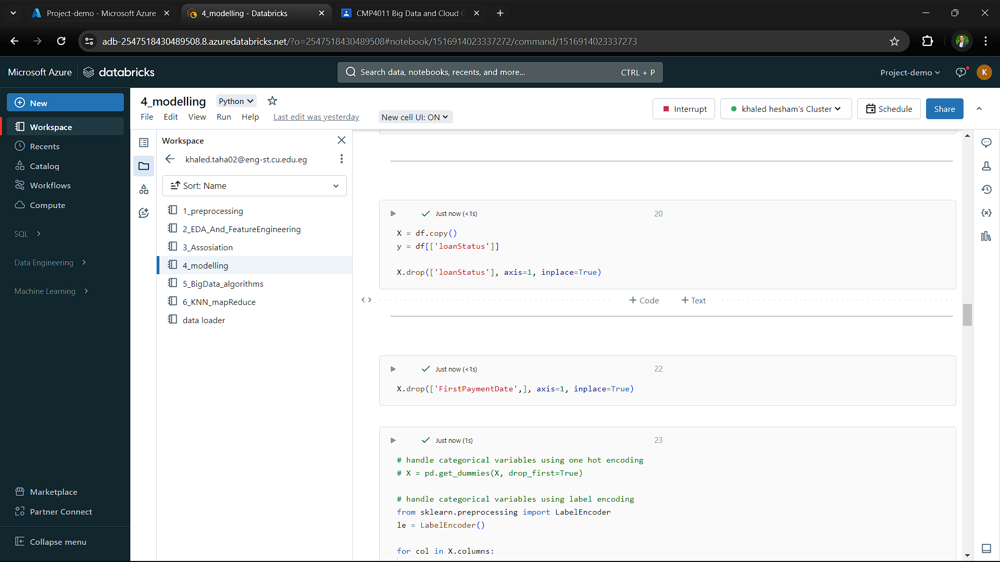 Project-demo - Microsoft Azure
4_modelling - Databricks
CMP4011 Big Data and Cloud C
adb-2547518430489508.8.azuredatabricks.net/?o=2547518430489508#notebook/1516914023337272/command/1516914023337273
Microsoft Azure
databricks
Search data, notebooks, recents, and more...
CTRL + P
Project-demo
K
New
Workspace
Recents
Catalog
Workflows
Compute
SQL
Data Engineering
Machine Learning
Marketplace
Partner Connect
Collapse menu
4_modelling
Python
File Edit View Run Help
Last edit was yesterday
New cell UI: ON
Interrupt
khaled hesham's Cluster
Schedule
Share
Workspace
khaled.taha02@eng-st.cu.edu.eg
Sort: Name
1_preprocessing
2_EDA_And_FeatureEngineering
3_Assosiation
4_modelling
5_BigData_algorithms
6_KNN_mapReduce
data loader
Just now (<1s)
20
X = df.copy()
y = df[['loanStatus']]
X.drop(['loanStatus'], axis=1, inplace=True)
+ Code
+ Text
Just now (<1s)
22
X.drop(['FirstPaymentDate',], axis=1, inplace=True)
Just now (1s)
23
# handle categorical variables using one hot encoding
# X = pd.get_dummies(X, drop_first=True)
# handle categorical variables using label encoding
from sklearn.preprocessing import LabelEncoder
le = LabelEncoder()
for col in X.columns: